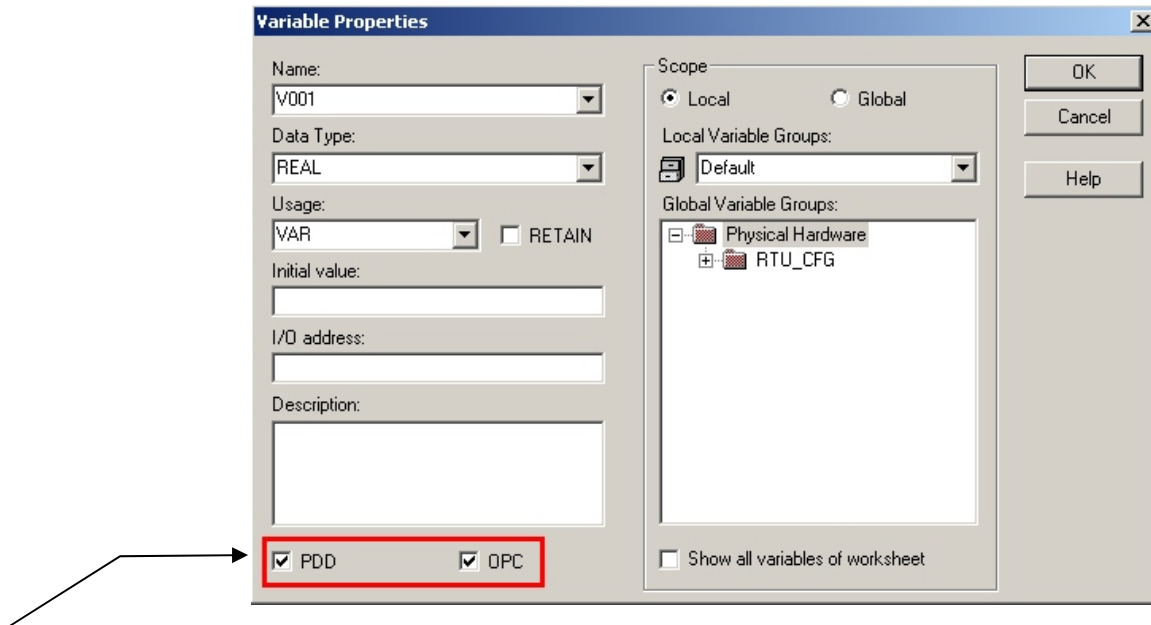 Variable Properties
Name:
V001
Data Type:
REAL
Usage:
VAR
RETAIN
Initial value:
I/O address:
Description:
PDD
OPC
Scope
Local
Global
Local Variable Groups:
Default
Global Variable Groups:
Physical Hardware
RTU_CFG
Show all variables of worksheet
OK
Cancel
Help